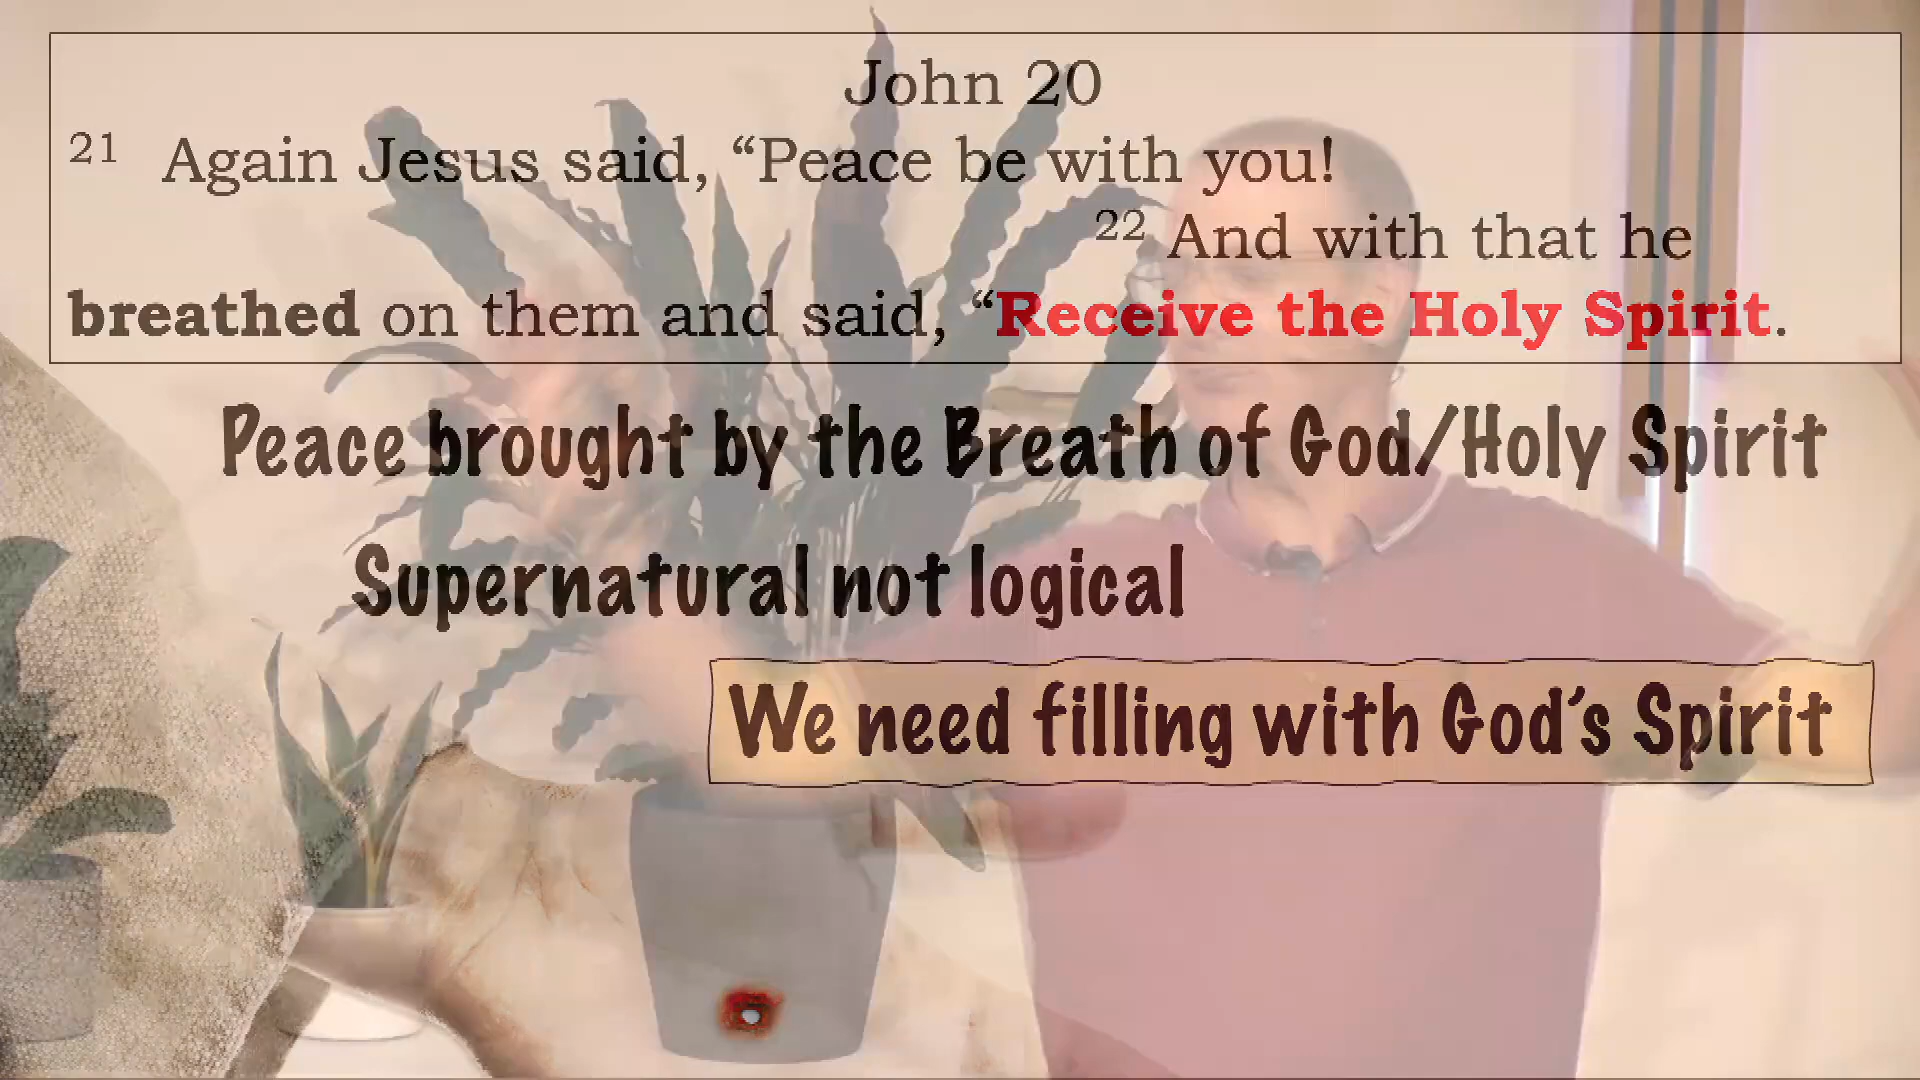 John 20
21 Again Jesus said, “Peace be with you!
22 And with that he
breathed on them and said, “Receive the Holy Spirit.
Peace brought by the Breath of God/Holy Spirit
Supernatural not logical
We need filling with God’s Spirit